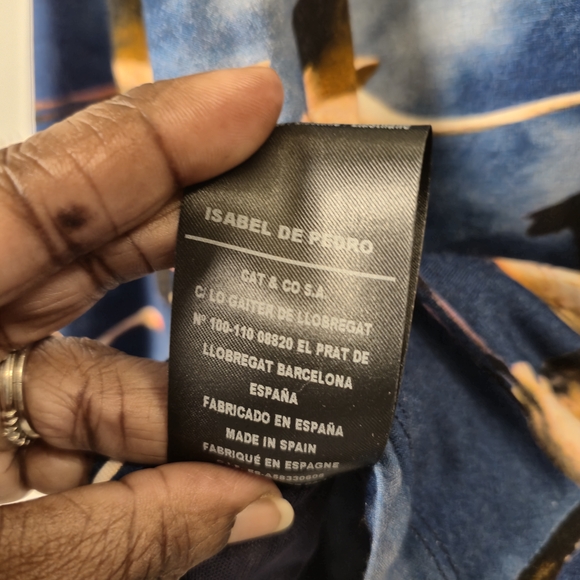 ISABEL DE PEDRO
CAT & CO S.A.
C/ LO GAITER DE LLOBREGAT
Nº 100-110 08820 EL PRAT DE
LLOBREGAT BARCELONA
ESPAÑA
FABRICADO EN ESPAÑA
MADE IN SPAIN
FABRIQUÉ EN ESPAGNE